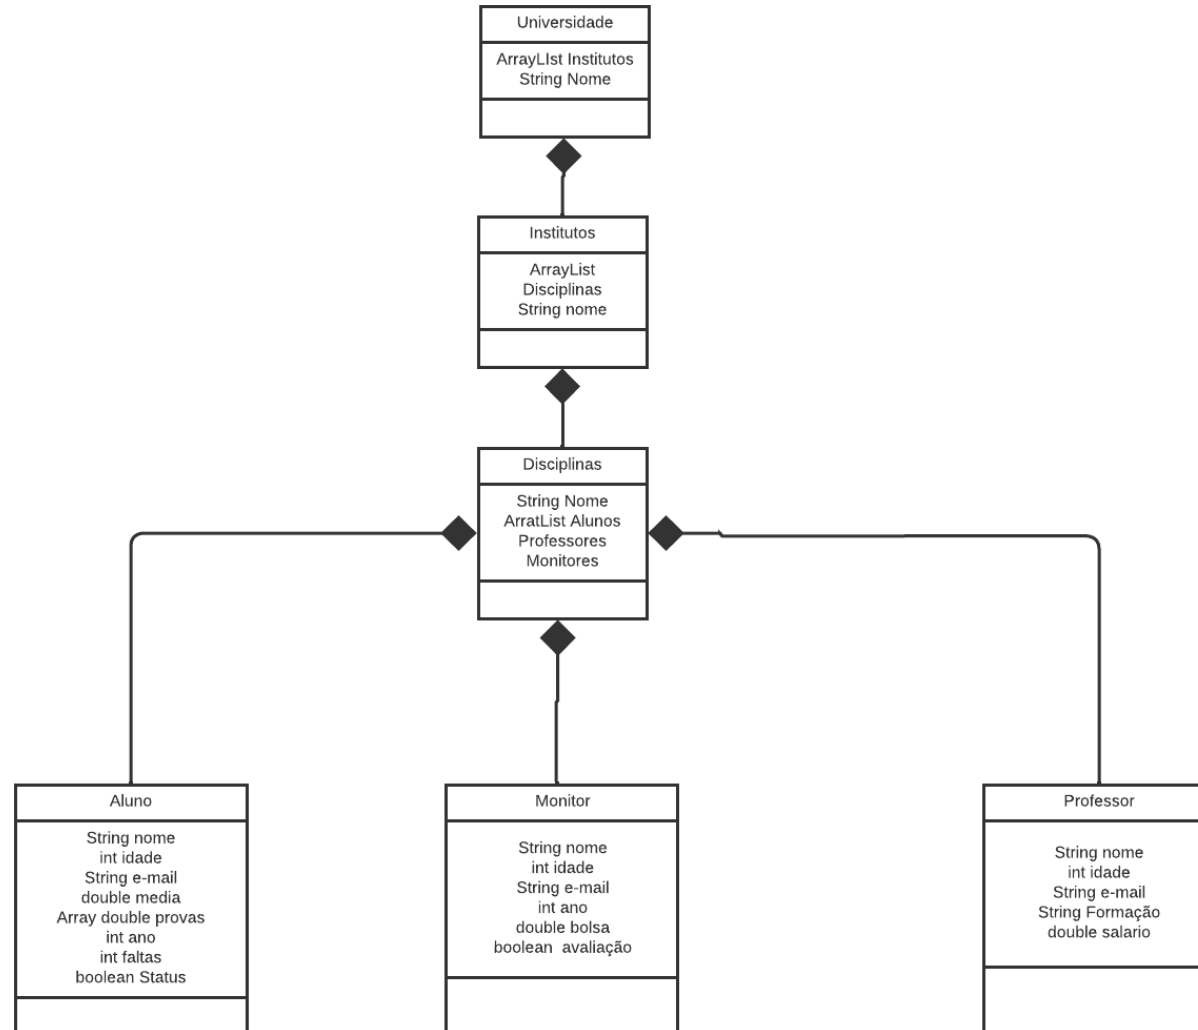 Universidade
ArrayLIst Institutos
String Nome
Institutos
ArrayList
Disciplinas
String nome
Disciplinas
String Nome
ArratList Alunos
Professores
Monitores
Aluno
String nome
int idade
String e-mail
double media
Array double provas
int ano
int faltas
boolean Status
Monitor
String nome
int idade
String e-mail
int ano
double bolsa
boolean avaliação
Professor
String nome
int idade
String e-mail
String Formação
double salario